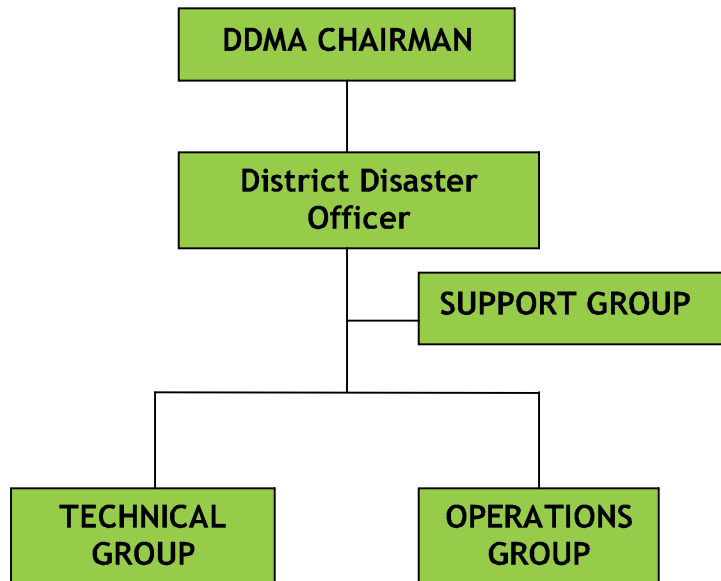 DDMA CHAIRMAN
District Disaster
Officer
SUPPORT GROUP
TECHNICAL
GROUP
OPERATIONS
GROUP